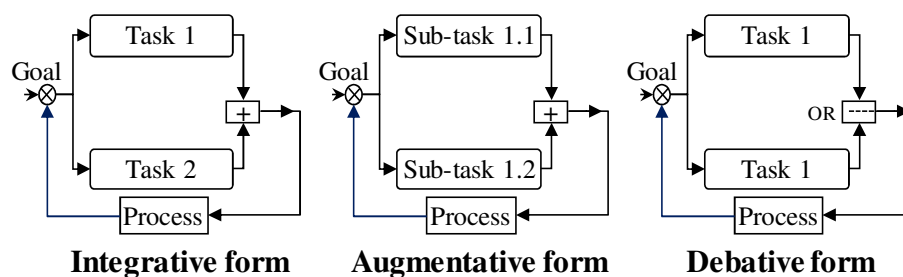 Task 1
Goal
+
Task 2
Process
Integrative form
Sub-task 1.1
Goal
+
Sub-task 1.2
Process
Augmentative form
Task 1
Goal
OR
Task 1
Process
Debative form